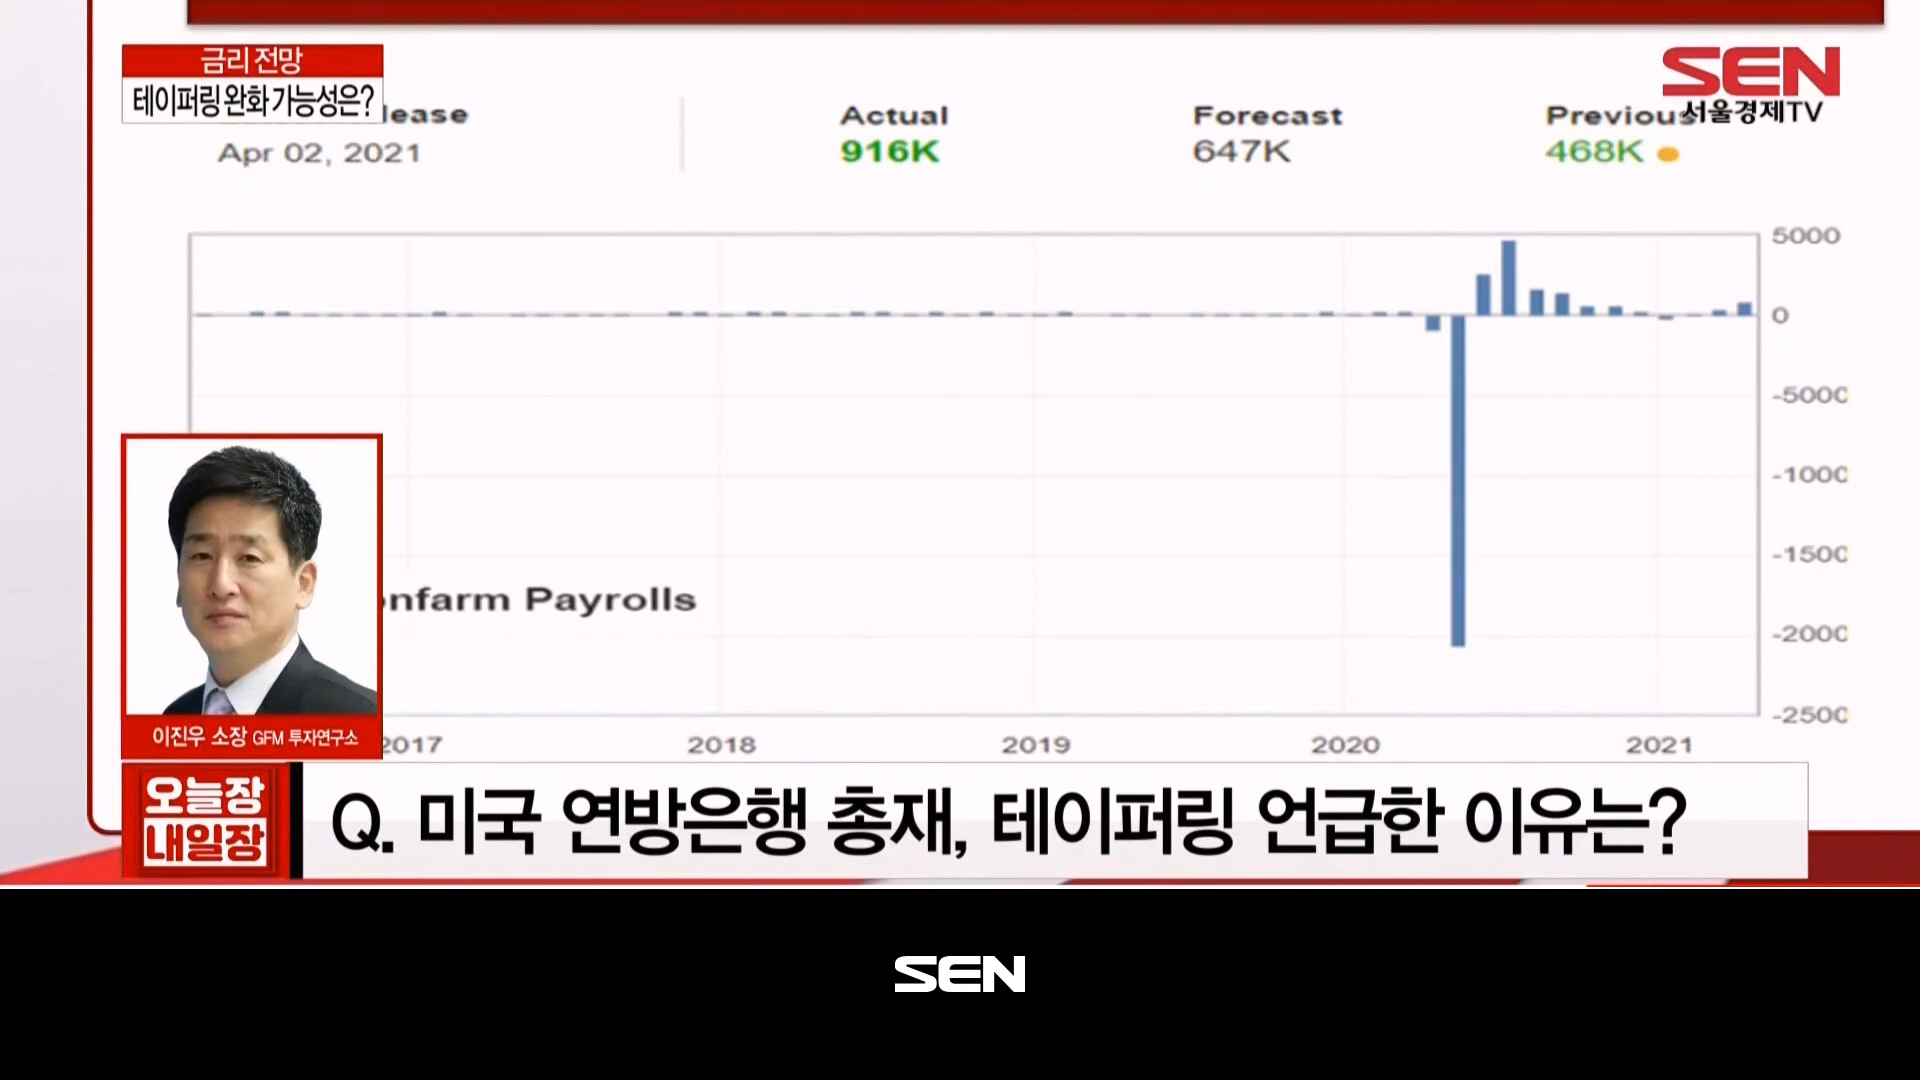 금리 전망
테이퍼링 완화 가능성은?
SEN
서울경제TV
lease
Apr 02, 2021
Actual
916K
Forecast
647K
Previous
468K
5000
0
-5000
-1000
-1500
-2000
-2500
nfarm Payrolls
2017
2018
2019
2020
2021
이진우 소장 GFM 투자연구소
오늘장
내일장
Q. 미국 연방은행 총재, 테이퍼링 언급한 이유는?
SEN